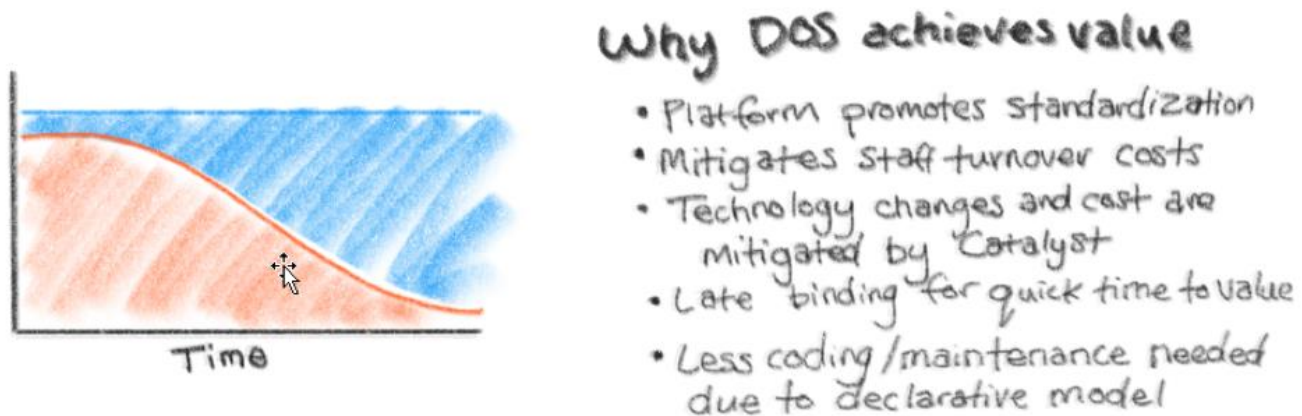 Why DOS achieves value
• Platform promotes standardization
• Mitigates staff turnover costs
• Technology changes and cost are
mitigated by Catalyst
• Late binding for quick time to value
• Less coding/maintenance needed
due to declarative model
Time